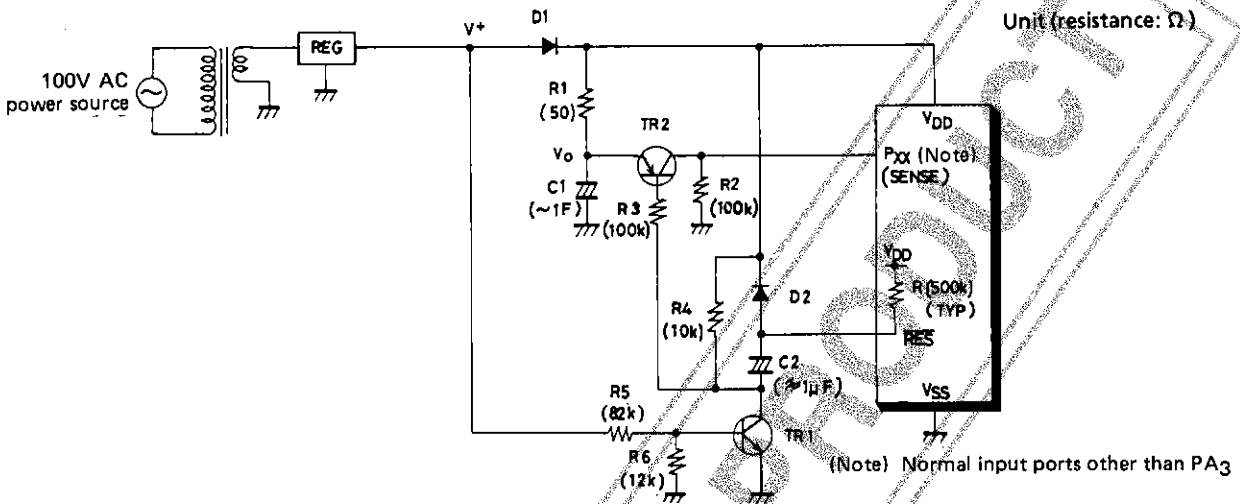 Unit (resistance: Ω)
V+
D1
REG
100V AC
power source
R1
(50)
TR2
VDD
V₀
PXX (Note)
(SENSE)
C1
(~1F)
R3
(100k)
R2
(100k)
VDD
R4
(10k)
D2
R (500k)
(TYP)
R̅E̅S̅
C2
(≈1μF)
R5
(82k)
VSS
TR1
R6
(12k)
(Note) Normal input ports other than PA3
PRODUCT